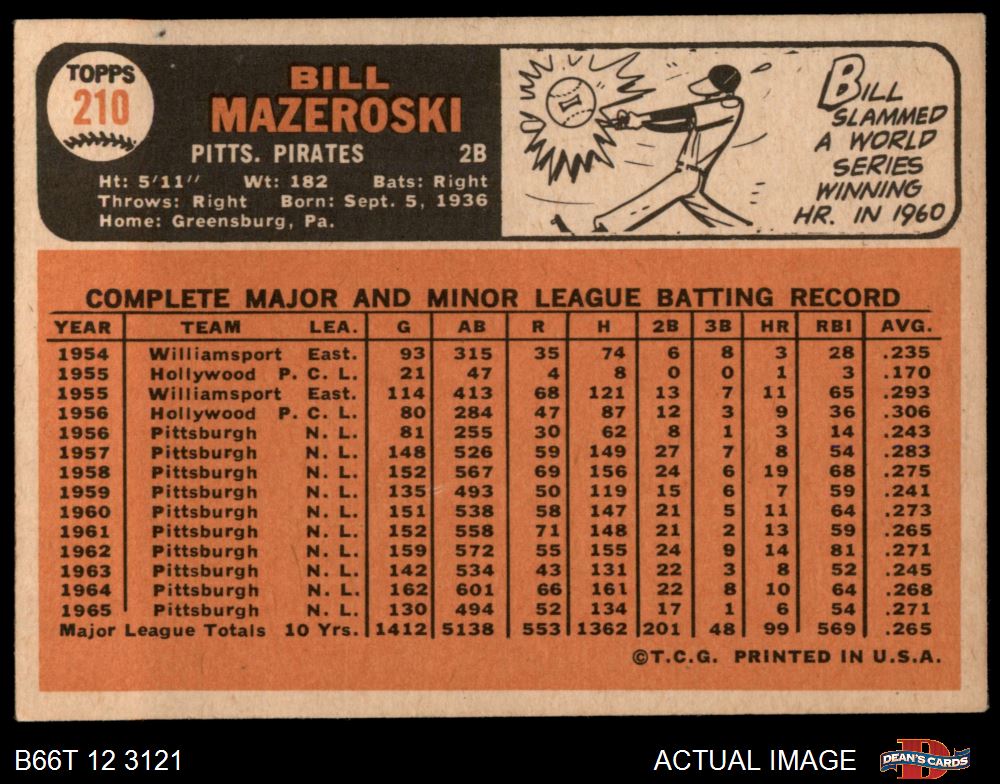 TOPPS
210
BILL
MAZEROSKI
PITTS. PIRATES 2B
Ht: 5'11" Wt: 182 Bats: Right
Throws: Right Born: Sept. 5, 1936
Home: Greensburg, Pa.
BILL
SLAMMED
A WORLD
SERIES
WINNING
HR. IN 1960
COMPLETE MAJOR AND MINOR LEAGUE BATTING RECORD
YEAR TEAM LEA. G AB R H 2B 3B HR RBI AVG.
1954 Williamsport East. 93 315 35 74 6 8 3 28 .235
1955 Hollywood P. C. L. 21 47 4 8 0 0 1 3 .170
1955 Williamsport East. 114 413 68 121 13 7 11 65 .293
1956 Hollywood P. C. L. 80 284 47 87 12 3 9 36 .306
1956 Pittsburgh N. L. 81 255 30 62 8 1 3 14 .243
1957 Pittsburgh N. L. 148 526 59 149 27 7 8 54 .283
1958 Pittsburgh N. L. 152 567 69 156 24 6 19 68 .275
1959 Pittsburgh N. L. 135 493 50 119 15 6 7 59 .241
1960 Pittsburgh N. L. 151 538 58 147 21 5 11 64 .273
1961 Pittsburgh N. L. 152 558 71 148 21 2 13 59 .265
1962 Pittsburgh N. L. 159 572 55 155 24 9 14 81 .271
1963 Pittsburgh N. L. 142 534 43 131 22 3 8 52 .245
1964 Pittsburgh N. L. 162 601 66 161 22 8 10 64 .268
1965 Pittsburgh N. L. 130 494 52 134 17 1 6 54 .271
Major League Totals 10 Yrs. 1412 5138 553 1362 201 48 99 569 .265
©T.C.G. PRINTED IN U.S.A.
B66T 12 3121 ACTUAL IMAGE
D
DEAN'S CARDS